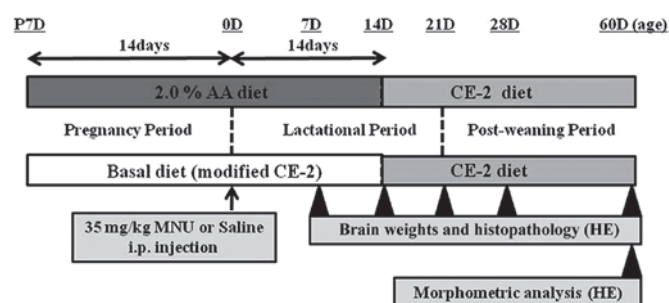 P7D 0D 7D 14D 21D 28D 60D (age)
14days 14days
2.0 % AA diet CE-2 diet
Pregnancy Period Lactational Period Post-weaning Period
Basal diet (modified CE-2) CE-2 diet
35 mg/kg MNU or Saline
i.p. injection
Brain weights and histopathology (HE)
Morphometric analysis (HE)